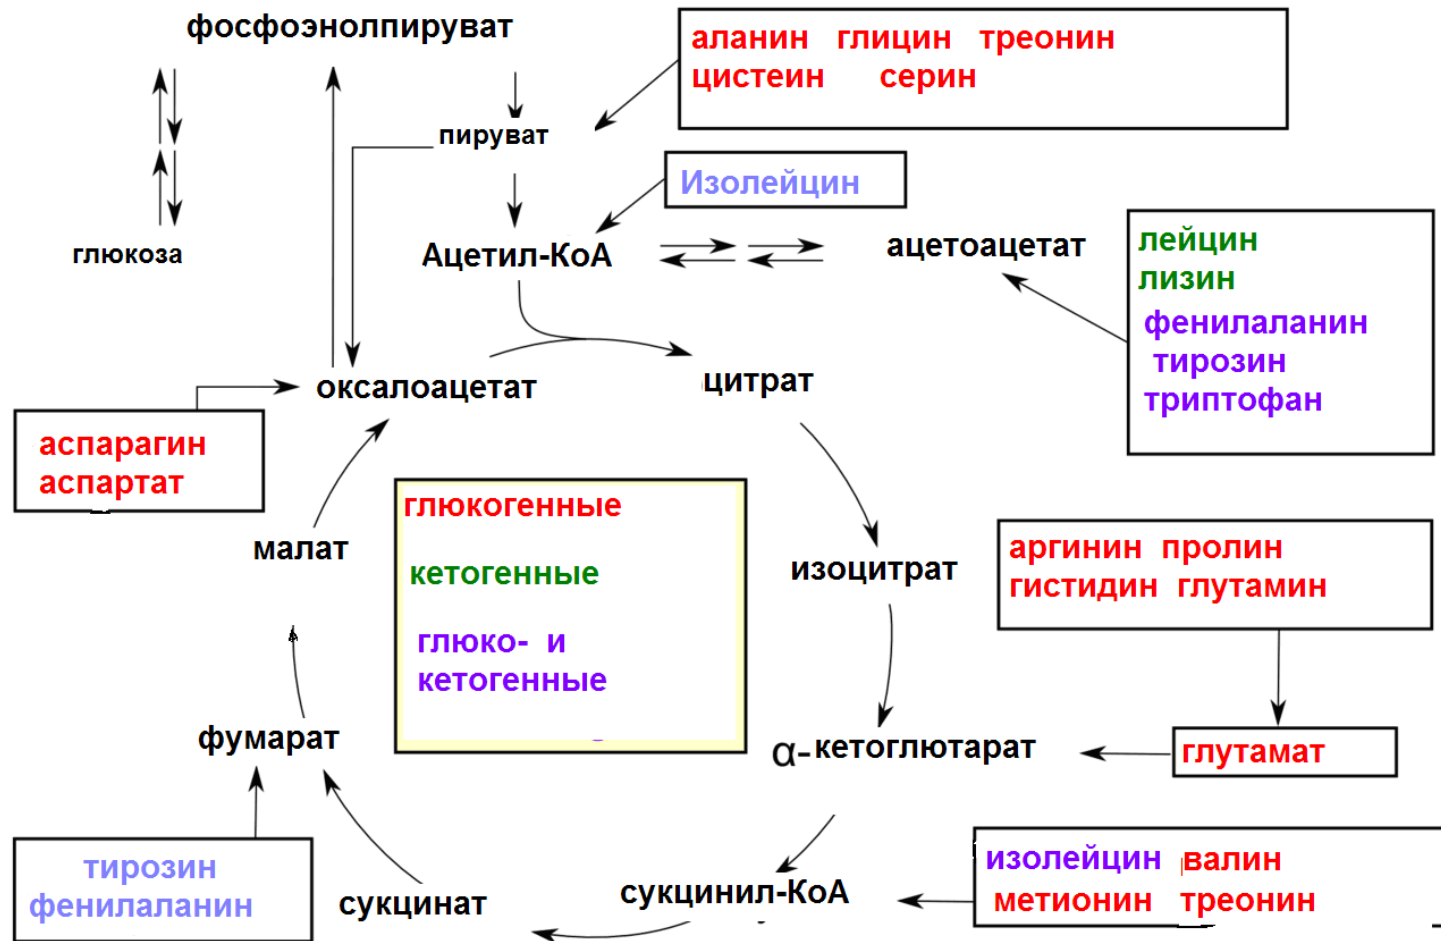 фосфоэнолпируват
аланин глицин треонин
цистеин серин
пируват
Изолейцин
глюкоза
Ацетил-КоА
ацетоацетат
лейцин
лизин
фенилаланин
тирозин
триптофан
оксалоацетат
цитрат
аспарагин
аспартат
глюкогенные
кетогенные
глюко- и
кетогенные
малат
изоцитрат
аргинин пролин
гистидин глутамин
фумарат
α-кетоглютарат
глутамат
тирозин
фенилаланин
сукцинат
сукцинил-КоА
изолейцин валин
метионин треонин